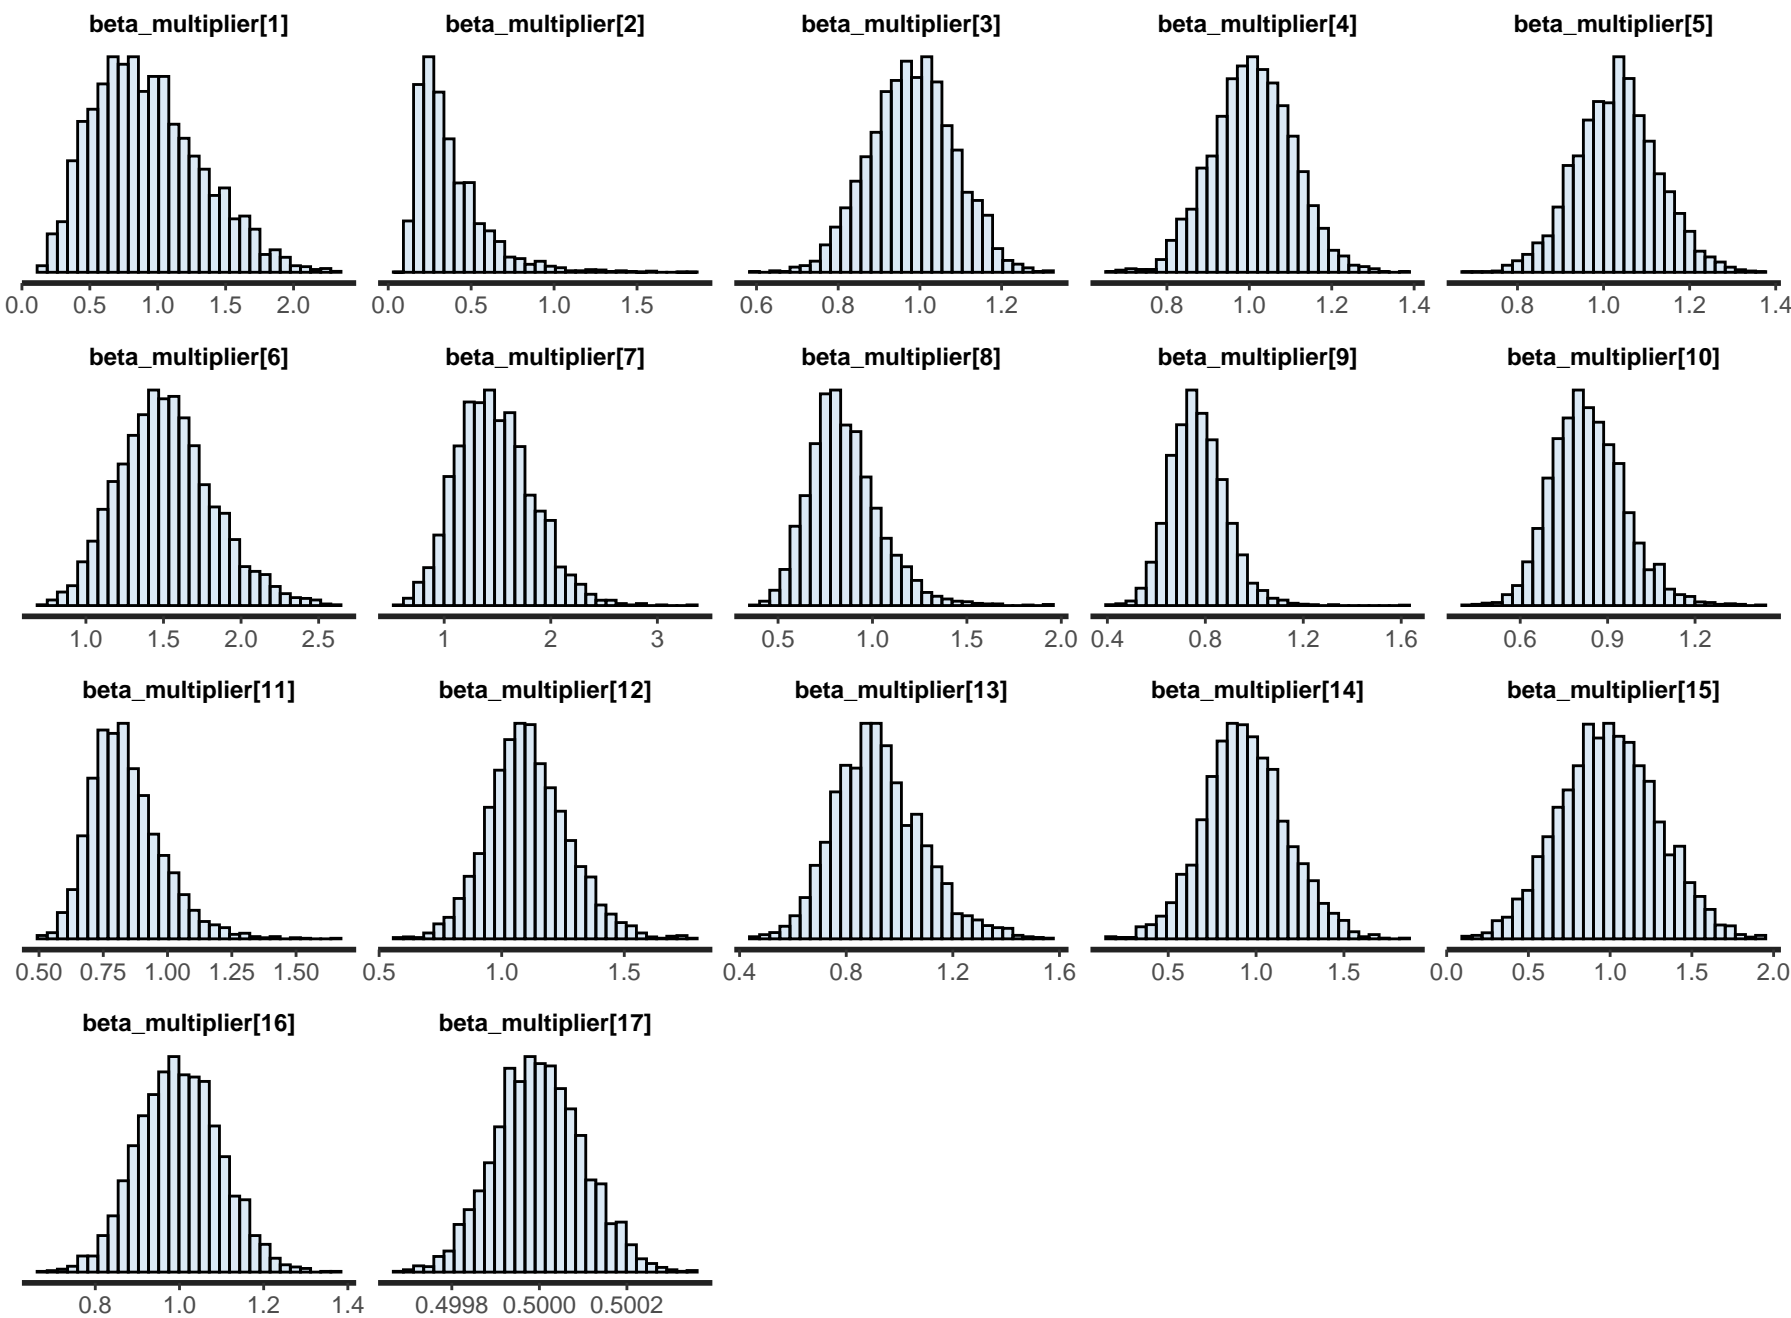 beta_multiplier[1] beta_multiplier[2] beta_multiplier[3] beta_multiplier[4] beta_multiplier[5]
0.0 0.5 1.0 1.5 2.0 0.0 0.5 1.0 1.5 0.6 0.8 1.0 1.2 0.8 1.0 1.2 1.4 0.8 1.0 1.2 1.4
beta_multiplier[6] beta_multiplier[7] beta_multiplier[8] beta_multiplier[9] beta_multiplier[10]
1.0 1.5 2.0 2.5 1 2 3 0.5 1.0 1.5 2.0 0.4 0.8 1.2 1.6 0.6 0.9 1.2
beta_multiplier[11] beta_multiplier[12] beta_multiplier[13] beta_multiplier[14] beta_multiplier[15]
0.50 0.75 1.00 1.25 1.50 0.5 1.0 1.5 0.4 0.8 1.2 1.6 0.5 1.0 1.5 0.0 0.5 1.0 1.5 2.0
beta_multiplier[16] beta_multiplier[17]
0.8 1.0 1.2 1.4 0.4998 0.5000 0.5002